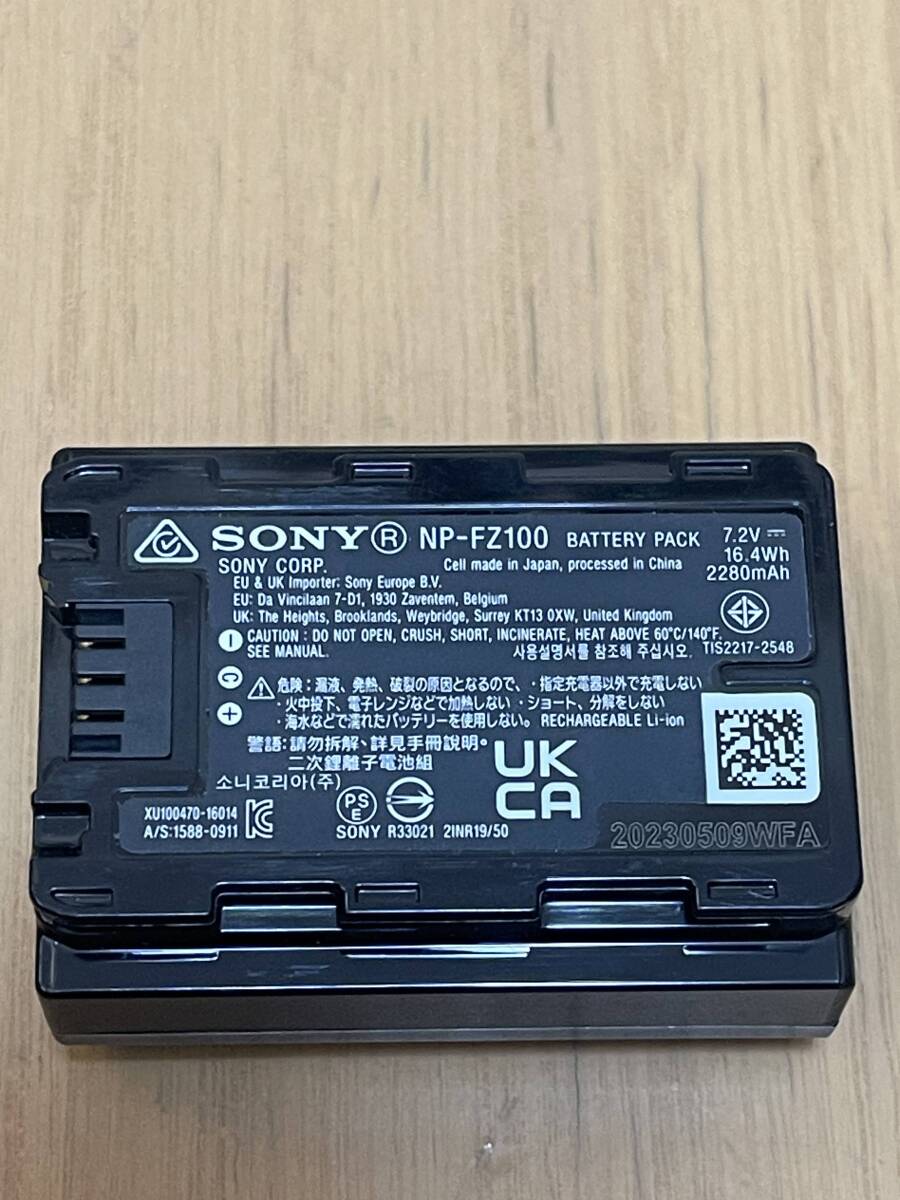 SONY® NP-FZ100 BATTERY PACK 7.2V⎓
SONY CORP. Cell made in Japan, processed in China 16.4Wh
2280mAh
EU & UK Importer: Sony Europe B.V.
EU: Da Vincilaan 7-D1, 1930 Zaventem, Belgium
UK: The Heights, Brooklands, Weybridge, Surrey KT13 0XW, United Kingdom
CAUTION : DO NOT OPEN, CRUSH, SHORT, INCINERATE, HEAT ABOVE 60°C/140°F.
SEE MANUAL. 사용설명서를 참조해 주십시오. TIS2217-2548
C
危険：漏液、発熱、破裂の原因となるので、・指定充電器以外で充電しない
・火中投下、電子レンジなどで加熱しない ・ショート、分解をしない
・海水などで濡れたバッテリーを使用しない。 RECHARGEABLE Li-ion
警語：請勿拆解、詳見手冊說明。
二次鋰離子電池組
소니코리아(주)
UK
CA
XU100470-16014
A/S:1588-0911
PS
E
SONY R33021 2INR19/50
20230509WFA